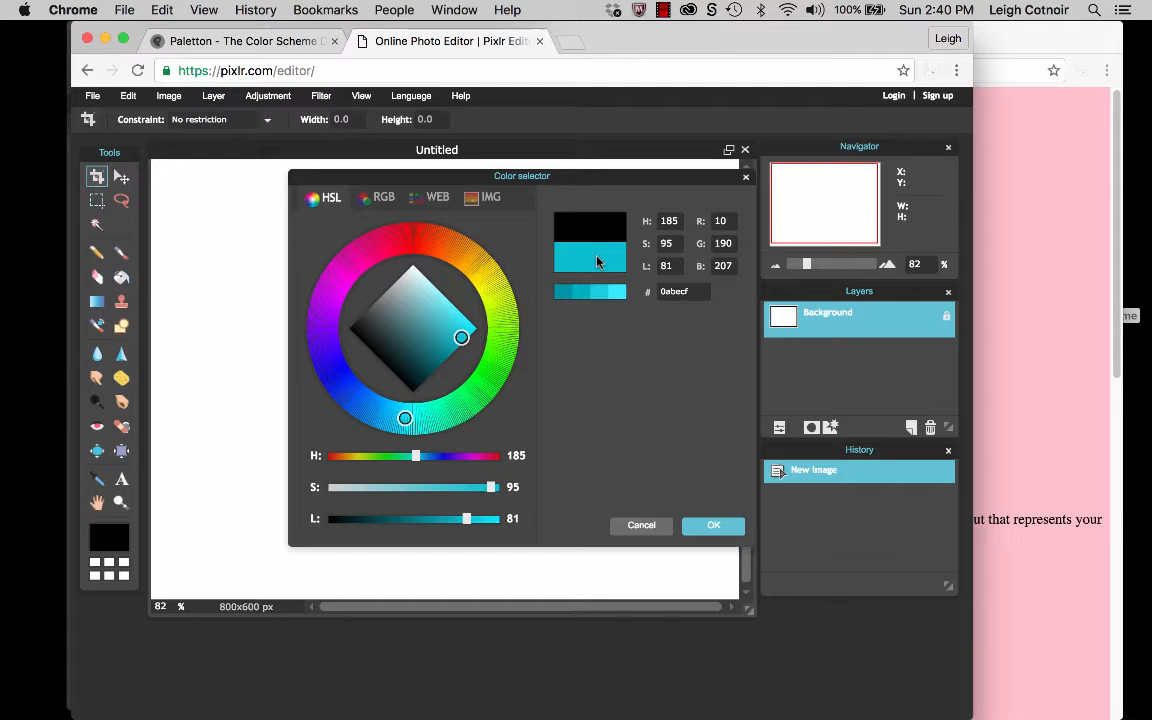 Chrome File Edit View History Bookmarks People Window Help 100% Sun 2:40 PM Leigh Cotnoir
Paletton - The Color Scheme D
Online Photo Editor | Pixlr Edit
Leigh
https://pixlr.com/editor/
File Edit Image Layer Adjustment Filter View Language Help Login | Sign up
Constraint: No restriction Width: 0.0 Height: 0.0
Tools
Untitled
Navigator
Color selector
HSL RGB WEB IMG
H: 185 R: 10
S: 95 G: 190
L: 81 B: 207
# 0abecf
X:
Y:
W:
H:
82 %
Layers
Background
me
History
New image
H: 185
S: 95
L: 81
Cancel OK
ut that represents your
A
82 % 800x600 px